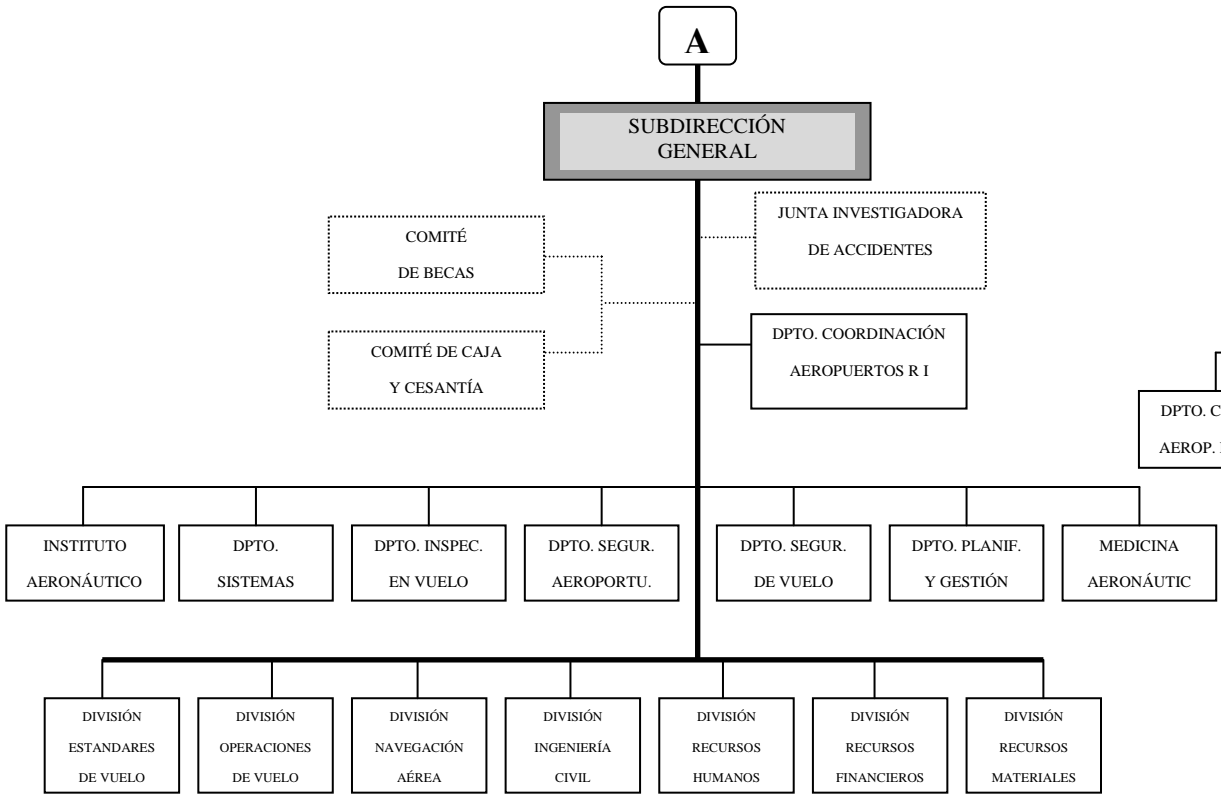 A
SUBDIRECCIÓN
GENERAL
JUNTA INVESTIGADORA
DE ACCIDENTES
COMITÉ
DE BECAS
COMITÉ DE CAJA
Y CESANTÍA
DPTO. COORDINACIÓN
AEROPUERTOS R I
DPTO. C
AEROP.
INSTITUTO
AERONÁUTICO
DPTO.
SISTEMAS
DPTO. INSPEC.
EN VUELO
DPTO. SEGUR.
AEROPORTU.
DPTO. SEGUR.
DE VUELO
DPTO. PLANIF.
Y GESTIÓN
MEDICINA
AERONÁUTIC
DIVISIÓN
ESTANDARES
DE VUELO
DIVISIÓN
OPERACIONES
DE VUELO
DIVISIÓN
NAVEGACIÓN
AÉREA
DIVISIÓN
INGENIERÍA
CIVIL
DIVISIÓN
RECURSOS
HUMANOS
DIVISIÓN
RECURSOS
FINANCIEROS
DIVISIÓN
RECURSOS
MATERIALES